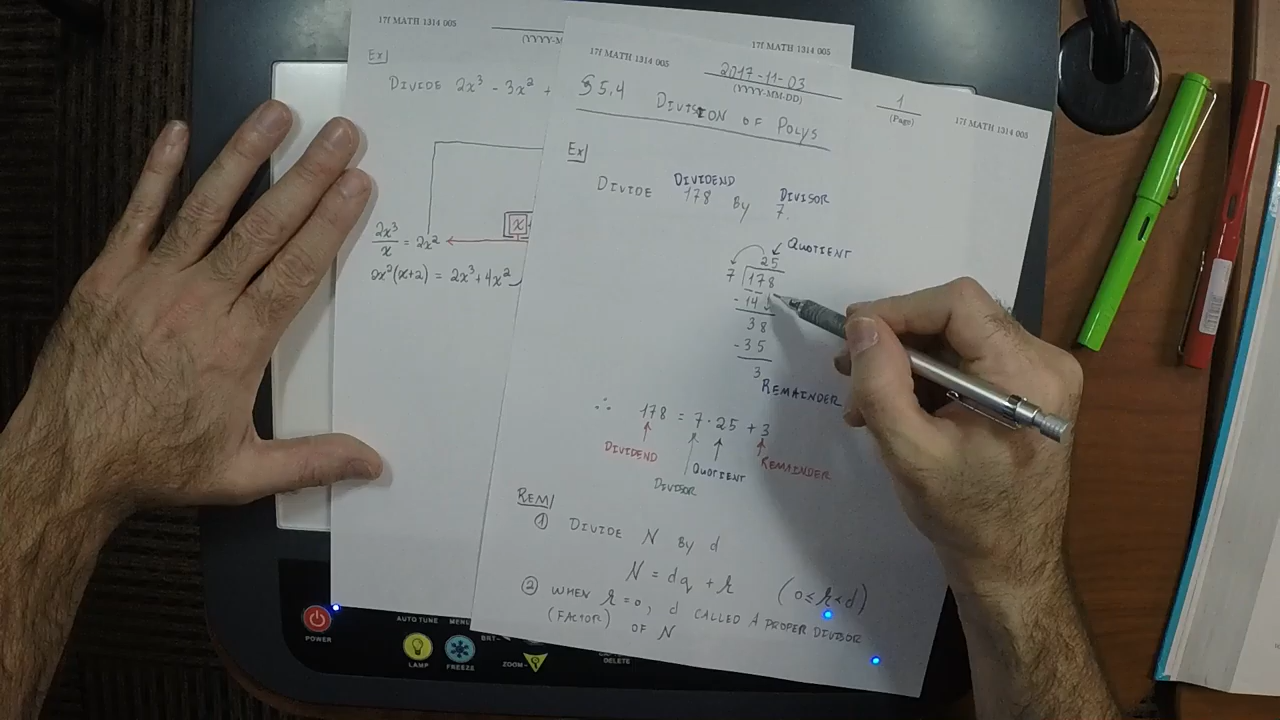 17f MATH 1314 005
(YYYY-M
Ex|
DIVIDE 2x³ - 3x² +
x
2x³/x = 2x²
2x²(x+2) = 2x³+4x²
17f MATH 1314 005
17f MATH 1314 005
2017-11-03
(YYYY-MM-DD)
1
(Page)
17f MATH 1314 005
§5.4 DIVISION OF POLYS
Ex|
DIVIDEND DIVISOR
DIVIDE 178 BY 7.
QUOTIENT
25
7 178
-14
38
-35
3
REMAINDER
∴ 178 = 7·25 + 3
DIVIDEND
DIVISOR
QUOTIENT
REMAINDER
REM|
① DIVIDE N BY d
N = dq + r (0≤r<d)
② WHEN r=0, d CALLED A PROPER DIVISOR
(FACTOR) OF N
POWER
AUTO TUNE
MENU
LAMP
FREEZE
BRT-
ZOOM-
DELETE